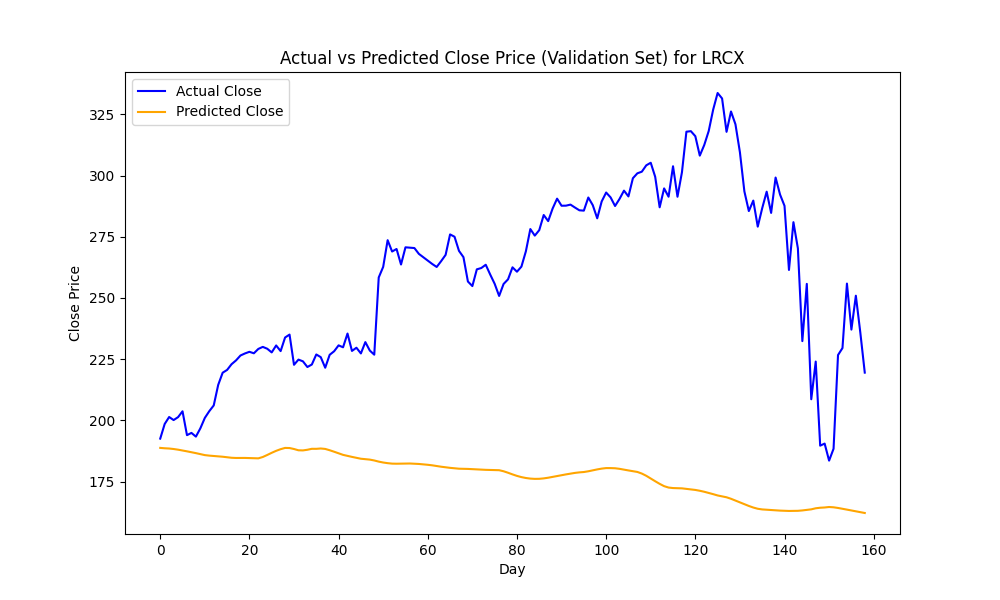 Actual vs Predicted Close Price (Validation Set) for LRCX
Actual Close
Predicted Close
Close Price
325
300
275
250
225
200
175
0 20 40 60 80 100 120 140 160
Day